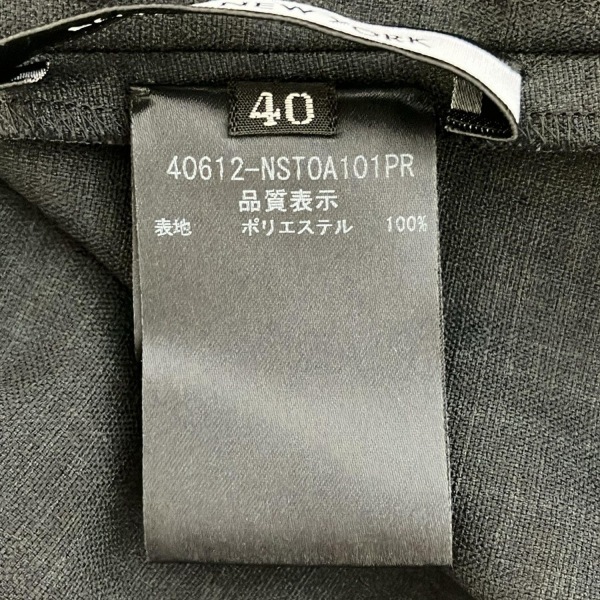 NEW YORK
40
40612-NSTOA101PR
品質表示
表地 ポリエステル 100%